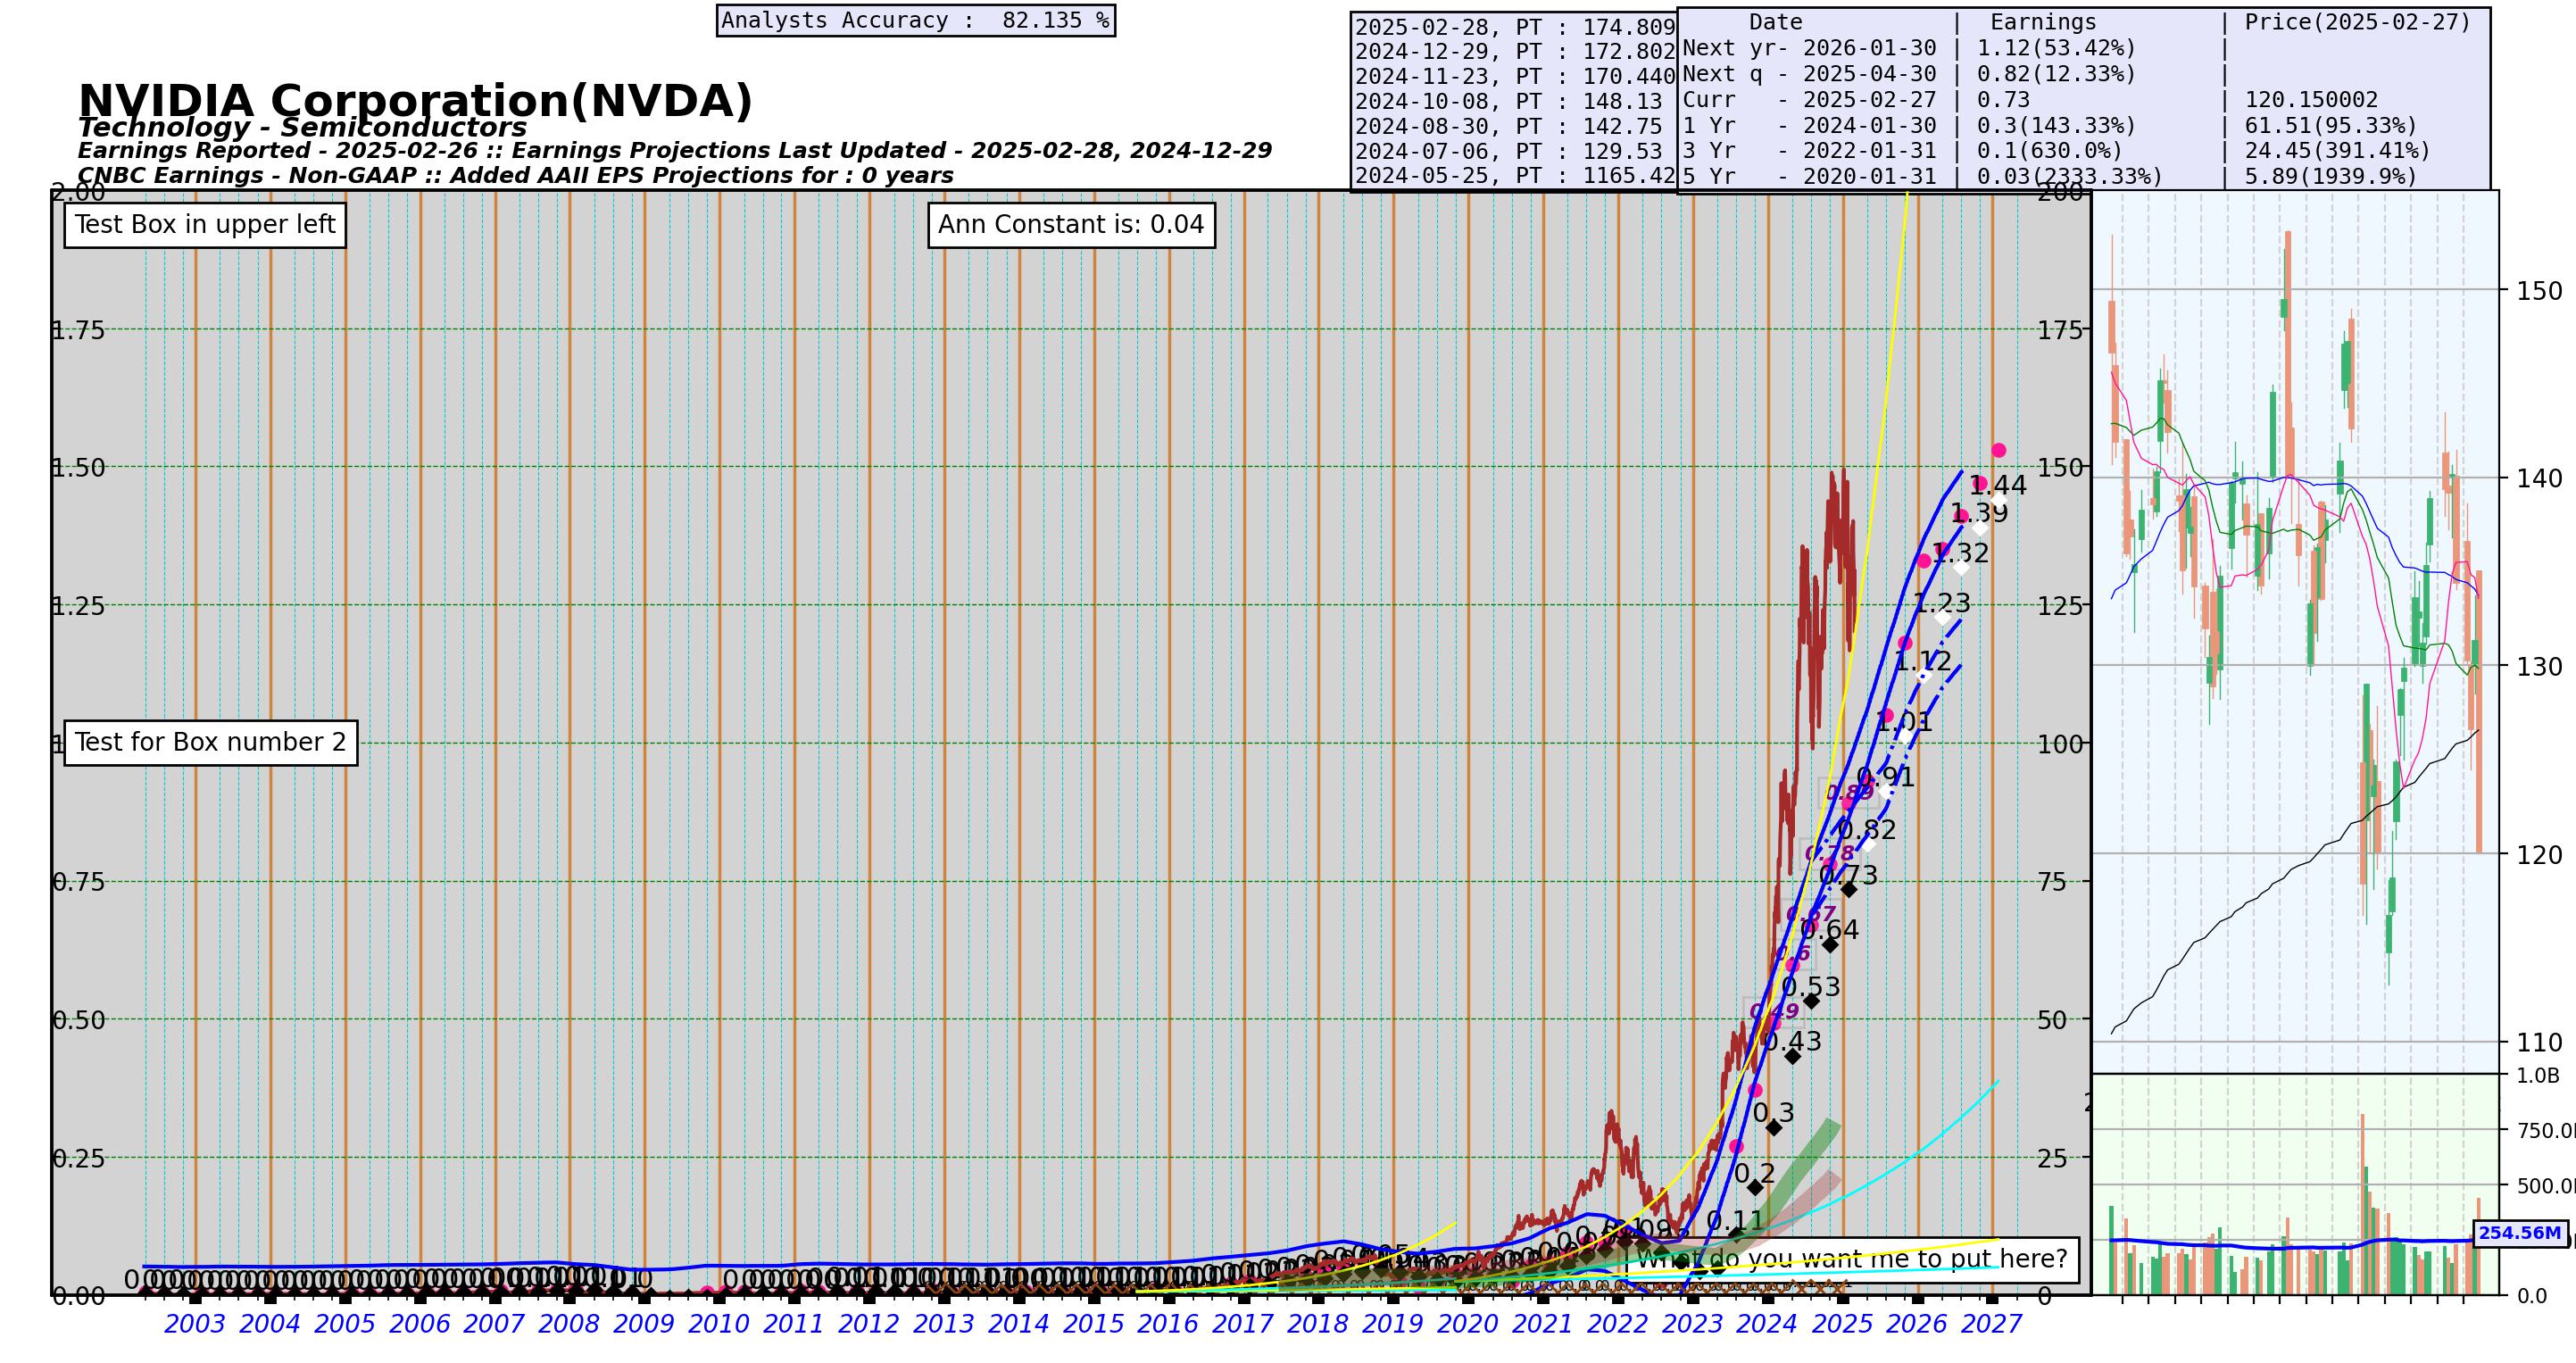 Analysts Accuracy :  82.135 %
2025-02-28, PT : 174.809
2024-12-29, PT : 172.802
2024-11-23, PT : 170.440
2024-10-08, PT : 148.13
2024-08-30, PT : 142.75
2024-07-06, PT : 129.53
2024-05-25, PT : 1165.42
Date | Earnings | Price(2025-02-27)
Next yr- 2026-01-30 | 1.12(53.42%) |
Next q - 2025-04-30 | 0.82(12.33%) |
Curr - 2025-02-27 | 0.73 | 120.150002
1 Yr - 2024-01-30 | 0.3(143.33%) | 61.51(95.33%)
3 Yr - 2022-01-31 | 0.1(630.0%) | 24.45(391.41%)
5 Yr - 2020-01-31 | 0.03(2333.33%) | 5.89(1939.9%)
NVIDIA Corporation(NVDA)
Technology - Semiconductors
Earnings Reported - 2025-02-26 :: Earnings Projections Last Updated - 2025-02-28, 2024-12-29
CNBC Earnings - Non-GAAP :: Added AAII EPS Projections for : 0 years
2.00
200
Test Box in upper left
Ann Constant is: 0.04
150
1.75
175
1.50
150
140
1.44
1.39
1.32
1.25
1.23
125
130
1.12
1.01
Test for Box number 2
100
0.91
0.89
0.82
120
0.78
0.73
0.75
75
0.67
0.64
0.6
0.53
0.49
0.50
50
0.43
110
1.0B
0.3
750.0
0.25
25
0.2
500.0
0.11
254.56M
What do you want me to put here?
0.00
0
0.0
2003 2004 2005 2006 2007 2008 2009 2010 2011 2012 2013 2014 2015 2016 2017 2018 2019 2020 2021 2022 2023 2024 2025 2026 2027